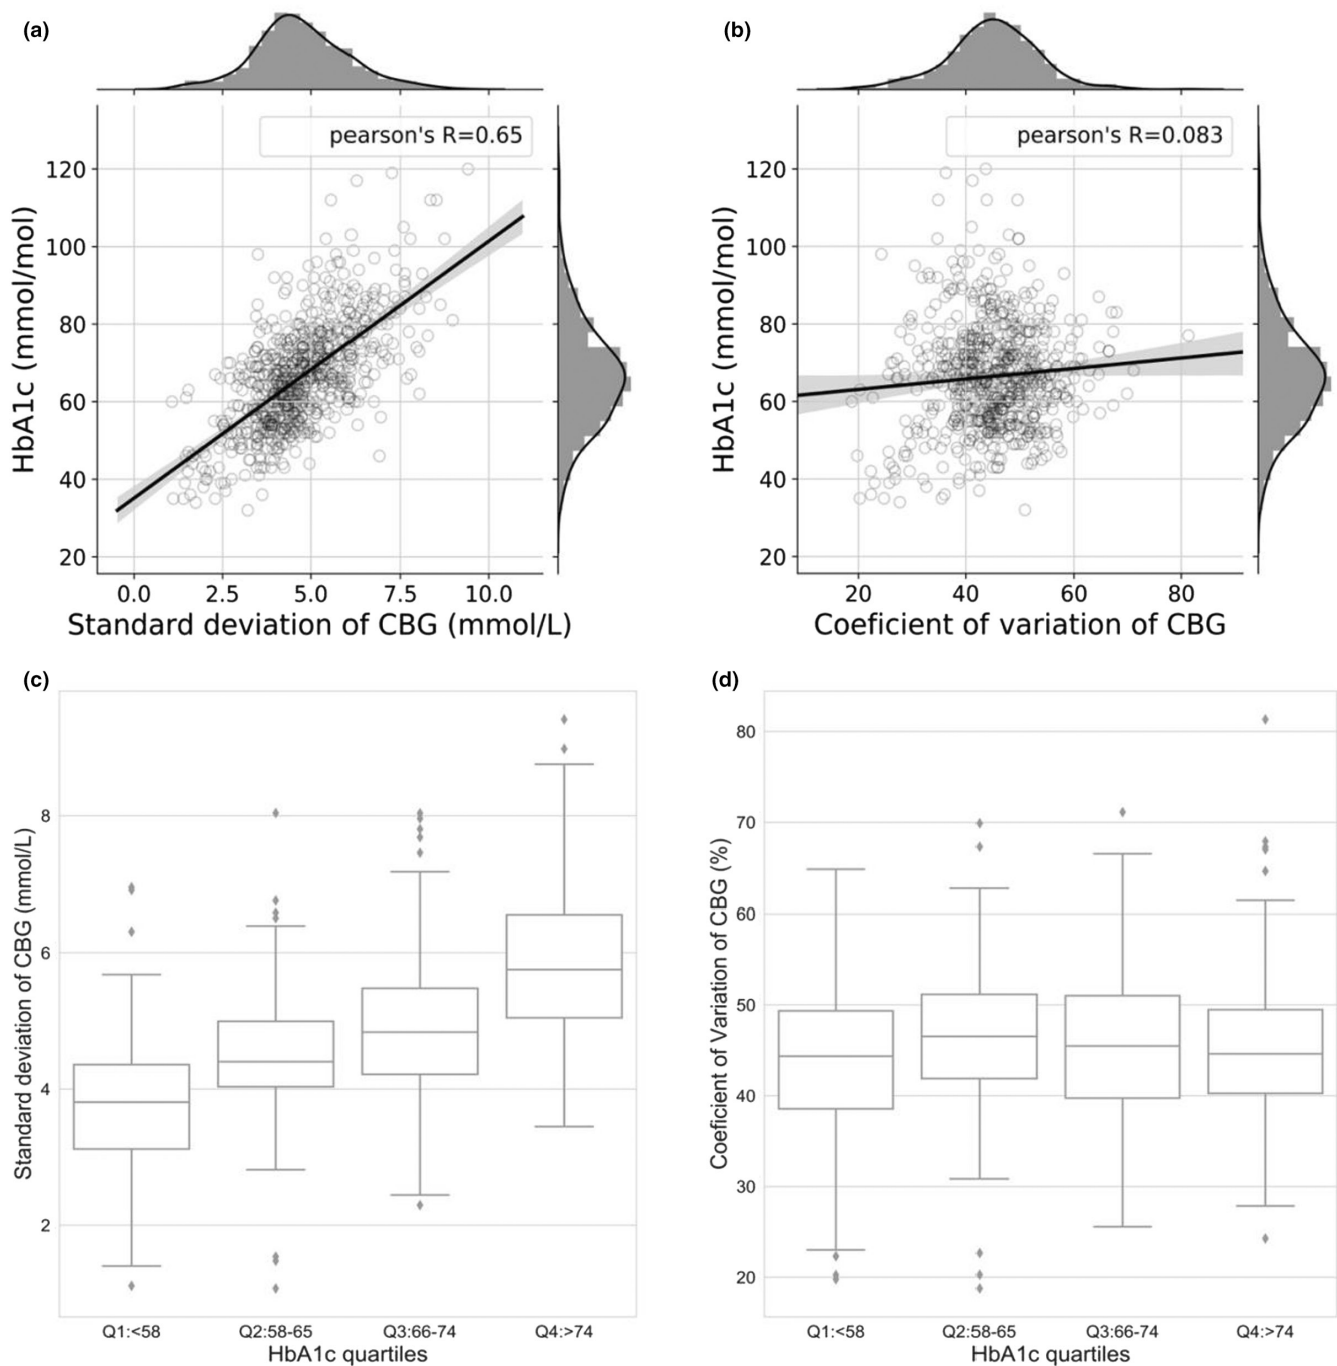 (a)
pearson's R=0.65
HbA1c (mmol/mol)
120
100
80
60
40
20
0.0 2.5 5.0 7.5 10.0
Standard deviation of CBG (mmol/L)
(b)
pearson's R=0.083
HbA1c (mmol/mol)
120
100
80
60
40
20
20 40 60 80
Coeficient of variation of CBG
(c)
Standard deviation of CBG (mmol/L)
8
6
4
2
Q1:<58 Q2:58-65 Q3:66-74 Q4:>74
HbA1c quartiles
(d)
Coeficient of Variation of CBG (%)
80
70
60
50
40
30
20
Q1:<58 Q2:58-65 Q3:66-74 Q4:>74
HbA1c quartiles